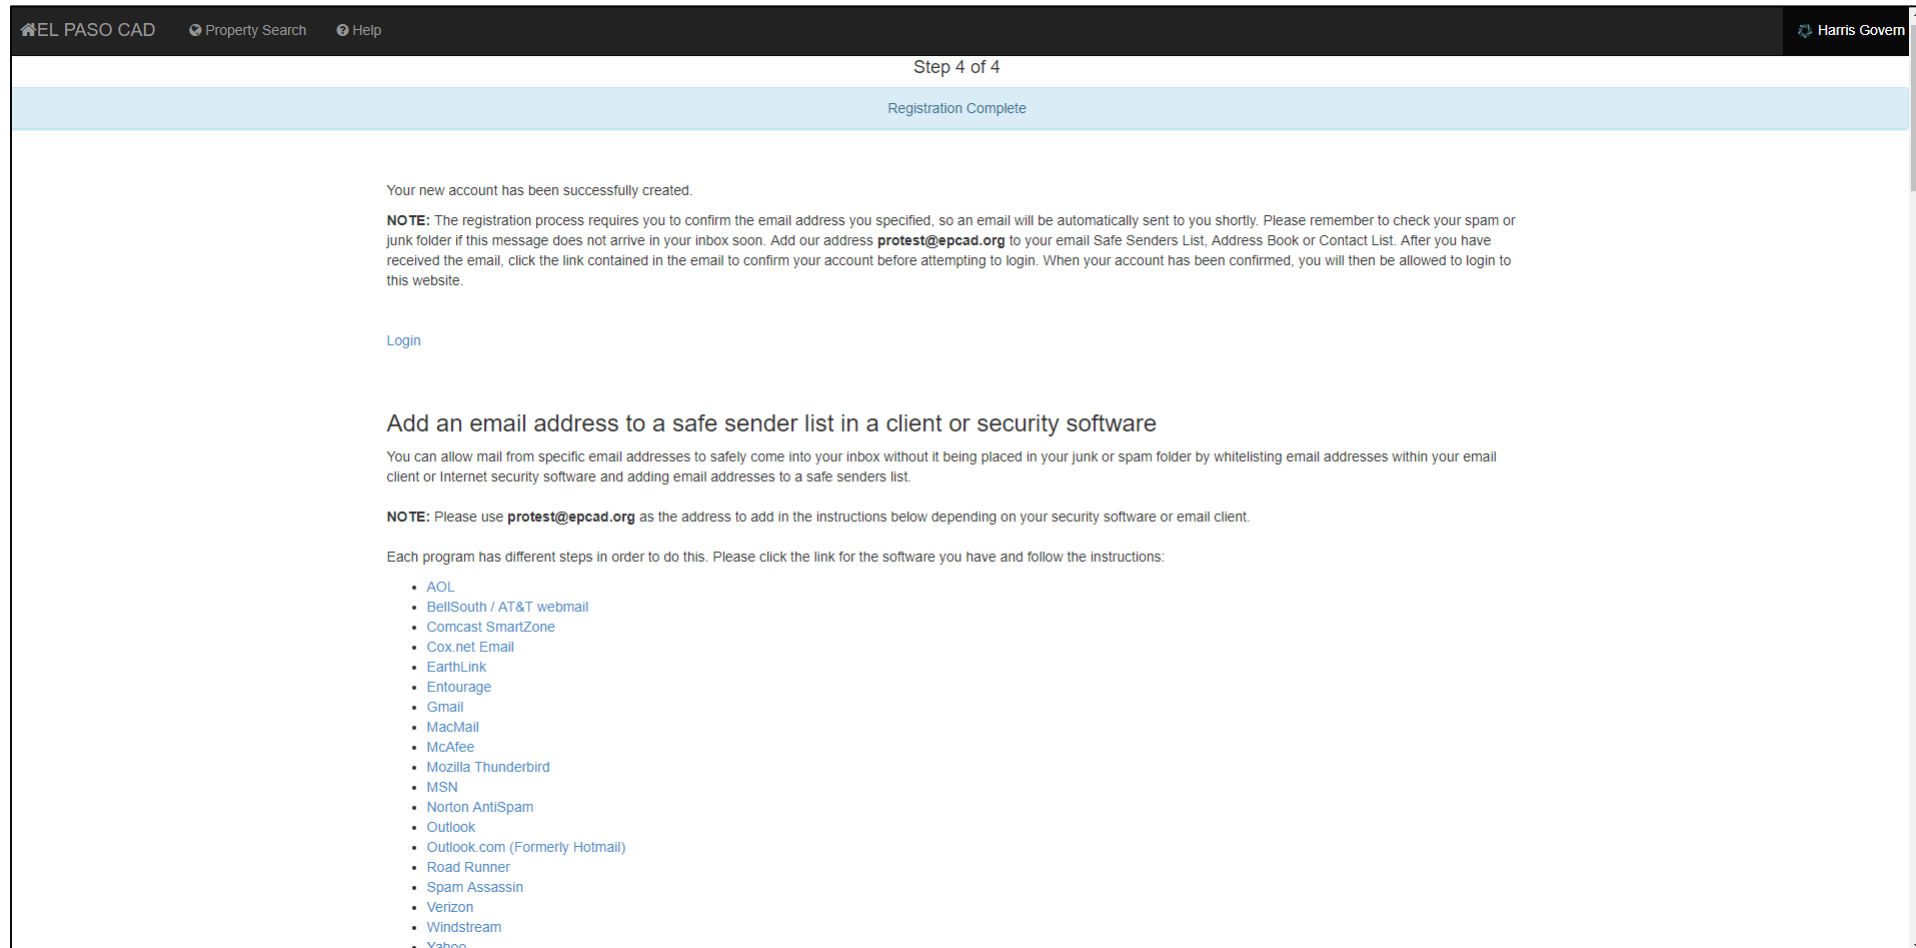 EL PASO CAD Property Search Help Harris Govern
Step 4 of 4
Registration Complete
Your new account has been successfully created.
NOTE: The registration process requires you to confirm the email address you specified, so an email will be automatically sent to you shortly. Please remember to check your spam or
junk folder if this message does not arrive in your inbox soon. Add our address protest@epcad.org to your email Safe Senders List, Address Book or Contact List. After you have
received the email, click the link contained in the email to confirm your account before attempting to login. When your account has been confirmed, you will then be allowed to login to
this website.
Login
Add an email address to a safe sender list in a client or security software
You can allow mail from specific email addresses to safely come into your inbox without it being placed in your junk or spam folder by whitelisting email addresses within your email
client or Internet security software and adding email addresses to a safe senders list.
NOTE: Please use protest@epcad.org as the address to add in the instructions below depending on your security software or email client.
Each program has different steps in order to do this. Please click the link for the software you have and follow the instructions:
• AOL
• BellSouth / AT&T webmail
• Comcast SmartZone
• Cox.net Email
• EarthLink
• Entourage
• Gmail
• MacMail
• McAfee
• Mozilla Thunderbird
• MSN
• Norton AntiSpam
• Outlook
• Outlook.com (Formerly Hotmail)
• Road Runner
• Spam Assassin
• Verizon
• Windstream
• Yahoo